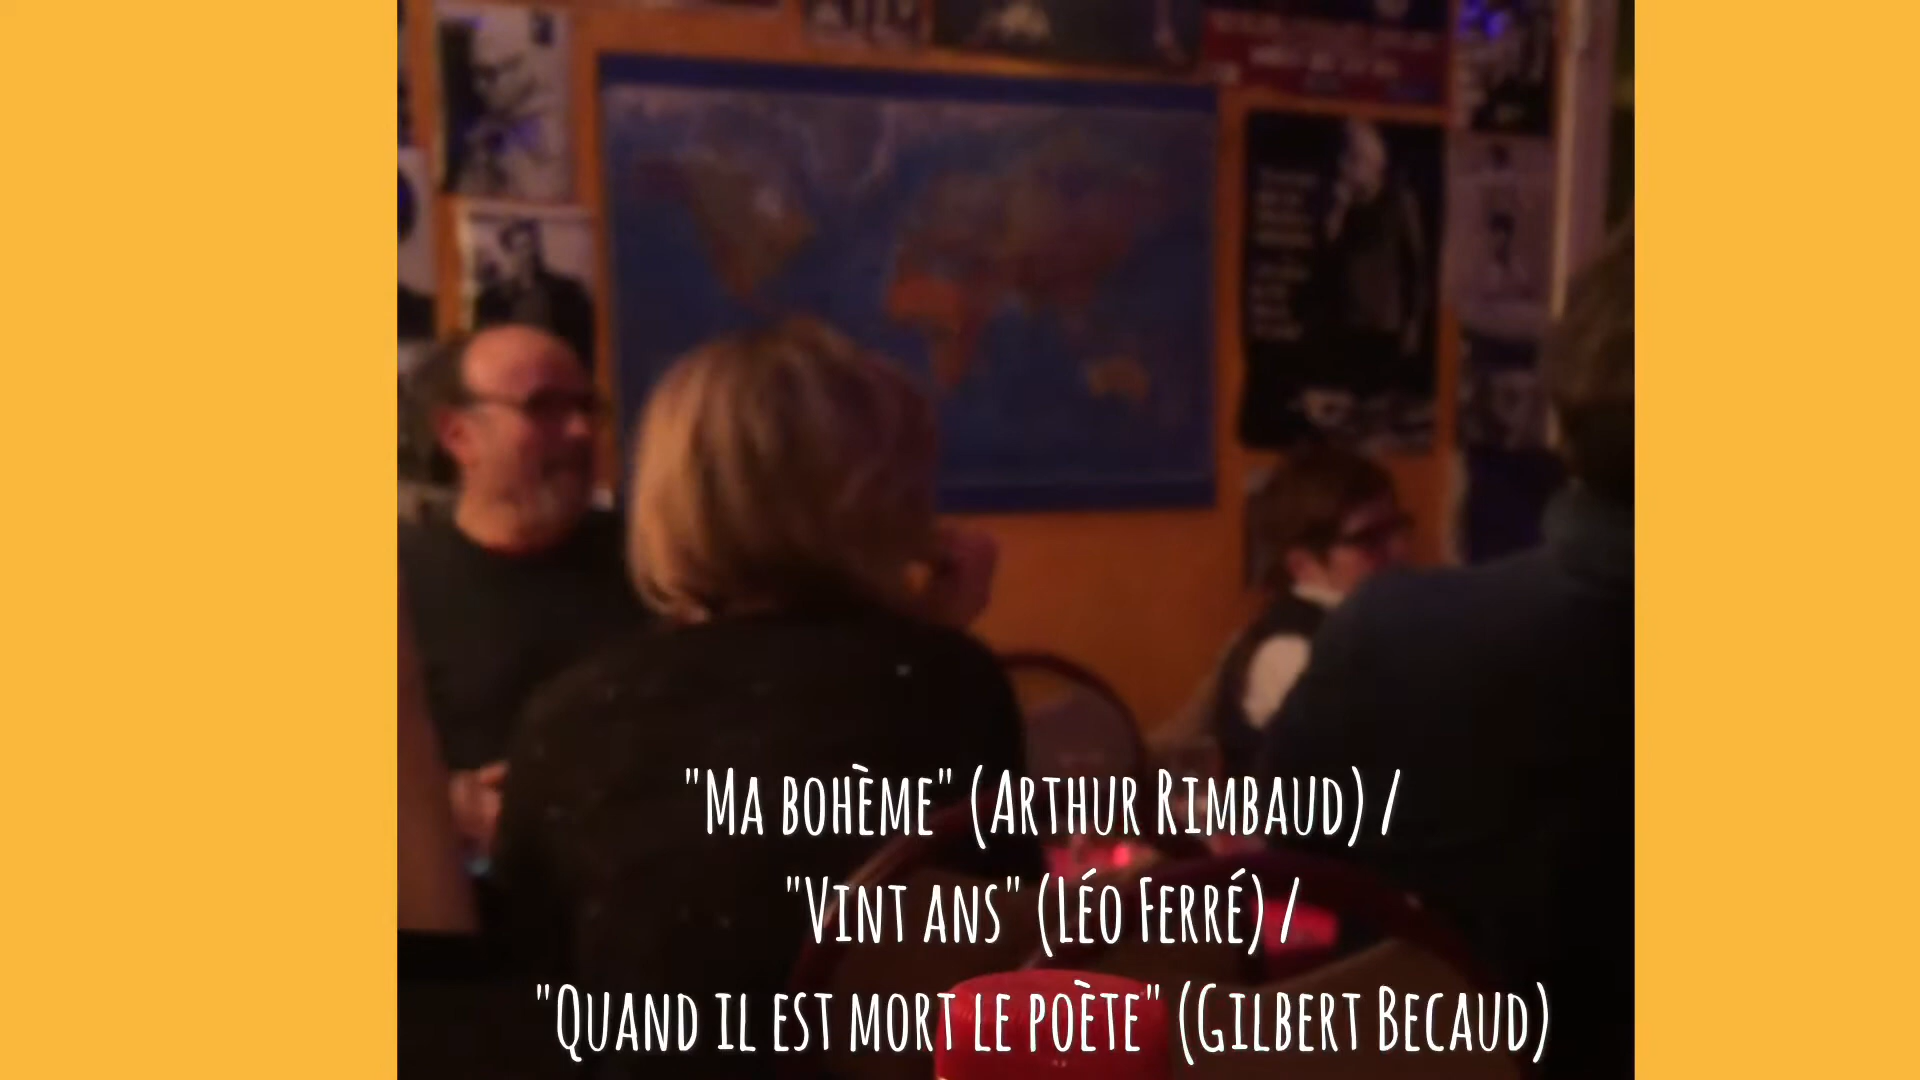 "Ma bohème" (Arthur Rimbaud) /
"Vint ans" (Léo Ferré) /
"Quand il est mort le poète" (Gilbert Becaud)